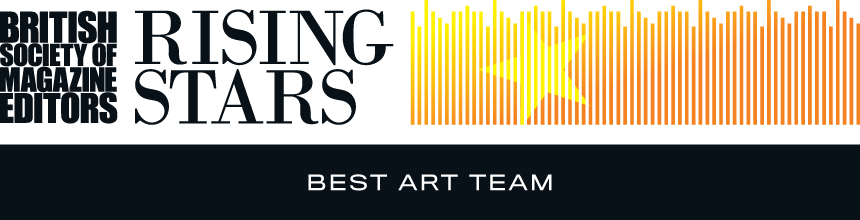 BRITISH
SOCIETY OF
MAGAZINE
EDITORS
RISING
STARS
BEST ART TEAM